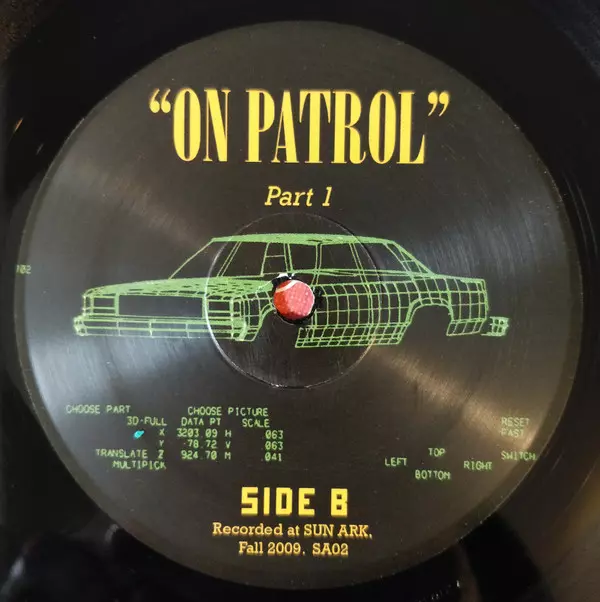 “ON PATROL”
Part 1
102
CHOOSE PART CHOOSE PICTURE
3D-FULL DATA PT SCALE RESET
X 3203 09 H 063 FAST
Y -78.72 V 063
TRANSLATE Z 924.70 M 041 TOP SWITCH
MULTIPICK LEFT RIGHT
BOTTOM
SIDE B
Recorded at SUN ARK,
Fall 2009. SA02